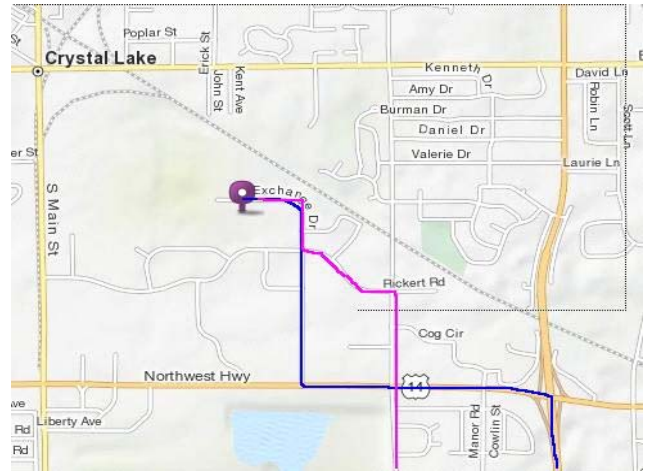 Poplar St
St
Crystal Lake
Erick St
John St
Kent Ave
Kenneth Dr
David Ln
Amy Dr
Robin Ln
Scott Ln
Burman Dr
Daniel Dr
er St
Valerie Dr
Laurie Ln
Exchange Dr
S Main St
Rickert Rd
Cog Cir
Northwest Hwy
14
ve
Liberty Ave
Rd
Rd
Manor Rd
Cowlin St